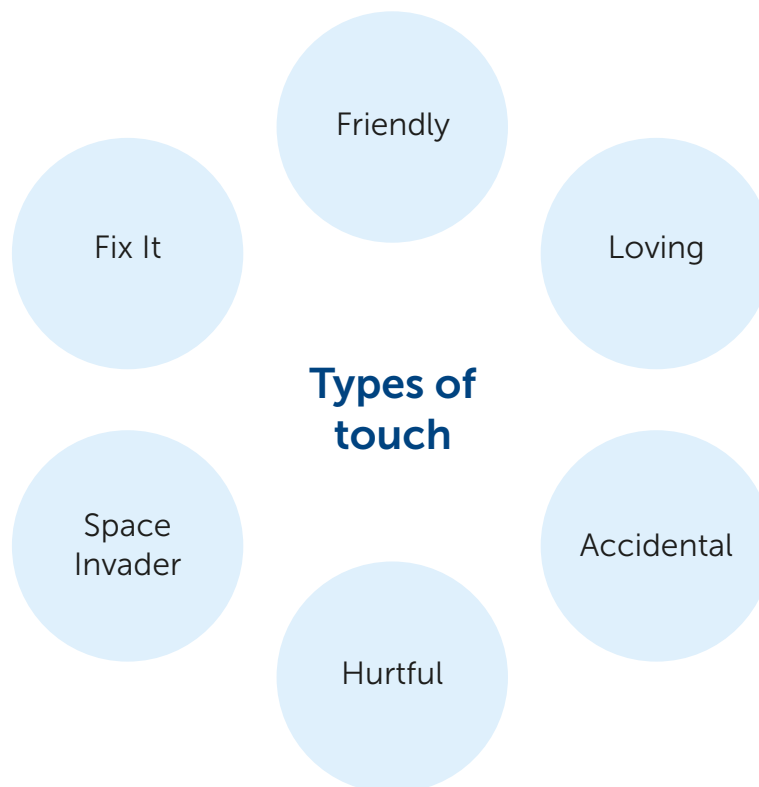 Friendly
Fix It
Loving
Types of
touch
Space
Invader
Accidental
Hurtful